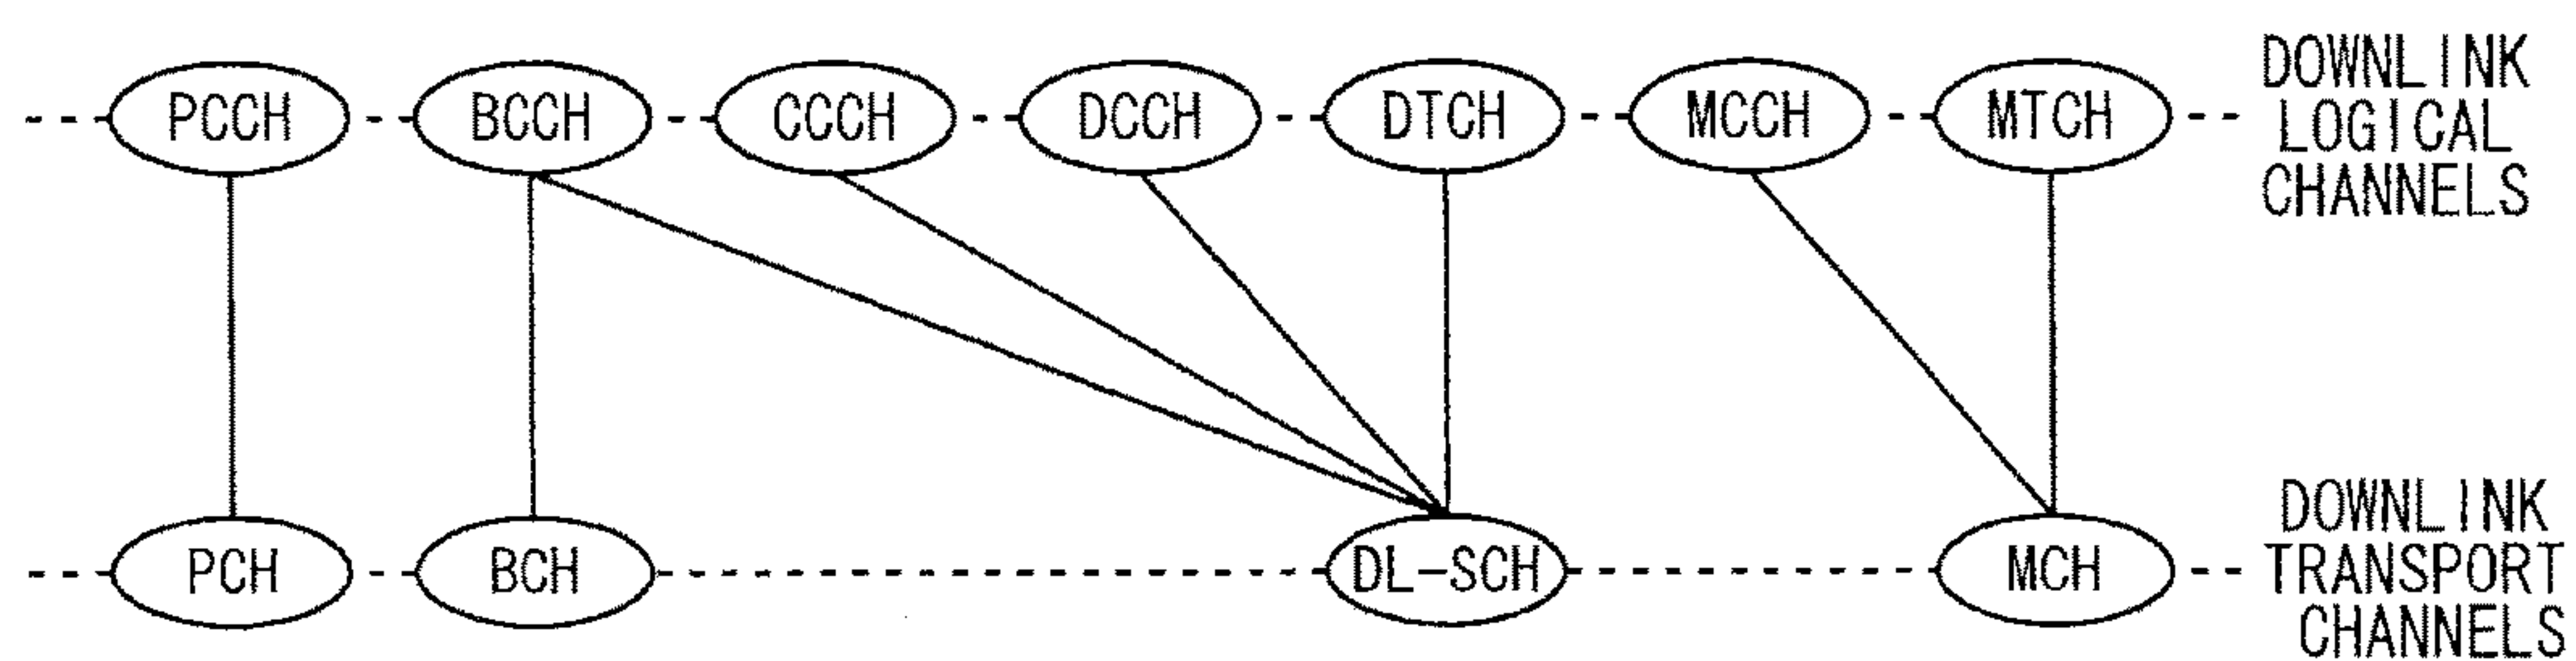 PCCH BCCH CCCH DCCH DTCH MCCH MTCH
DOWNLINK
LOGICAL
CHANNELS
PCH BCH DL-SCH MCH
DOWNLINK
TRANSPORT
CHANNELS